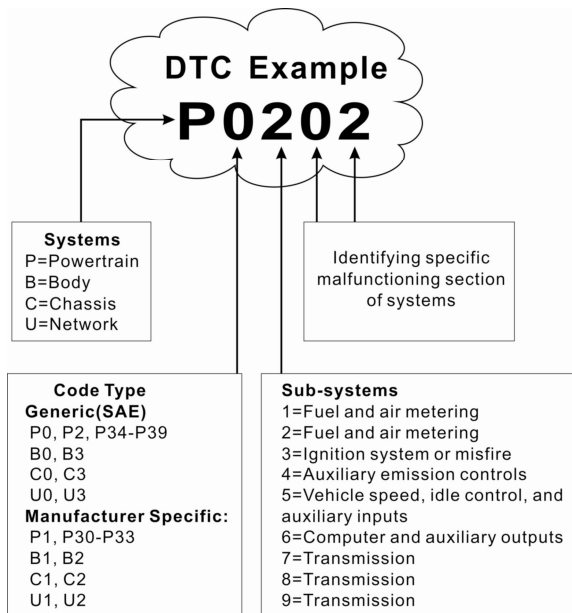 DTC Example
P0202
Systems
P=Powertrain
B=Body
C=Chassis
U=Network
Identifying specific
malfunctioning section
of systems
Code Type
Generic(SAE)
P0, P2, P34-P39
B0, B3
C0, C3
U0, U3
Manufacturer Specific:
P1, P30-P33
B1, B2
C1, C2
U1, U2
Sub-systems
1=Fuel and air metering
2=Fuel and air metering
3=Ignition system or misfire
4=Auxiliary emission controls
5=Vehicle speed, idle control, and
auxiliary inputs
6=Computer and auxiliary outputs
7=Transmission
8=Transmission
9=Transmission